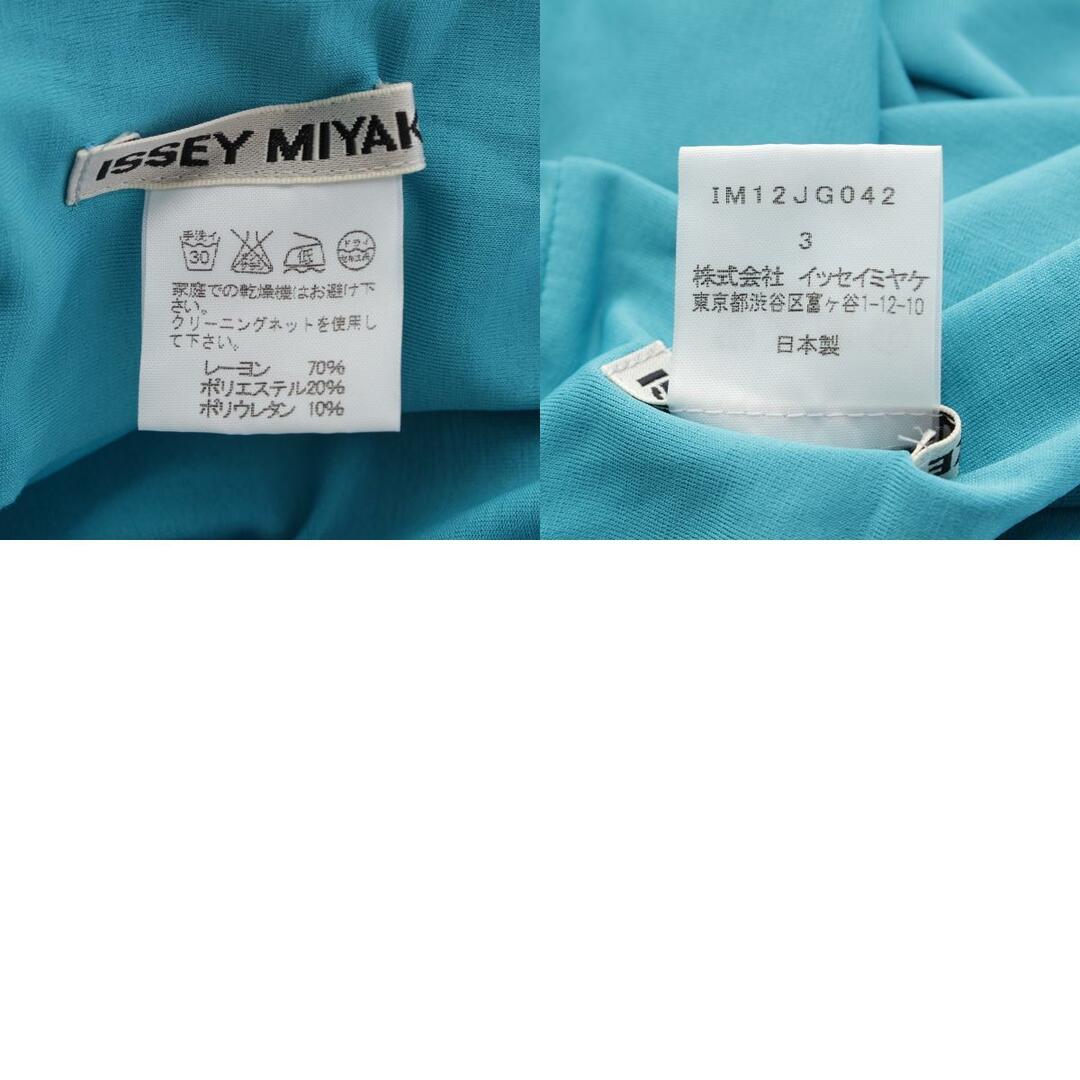 ISSEY MIYAK
手洗イ
30
低
ドライ
家庭での乾燥機はお避け下
さい。
クリーニングネットを使用し
て下さい。
レーヨン 70%
ポリエステル20%
ポリウレタン 10%
IM12JG042
3
株式会社 イッセイミヤケ
東京都渋谷区富ヶ谷1-12-10
日本製